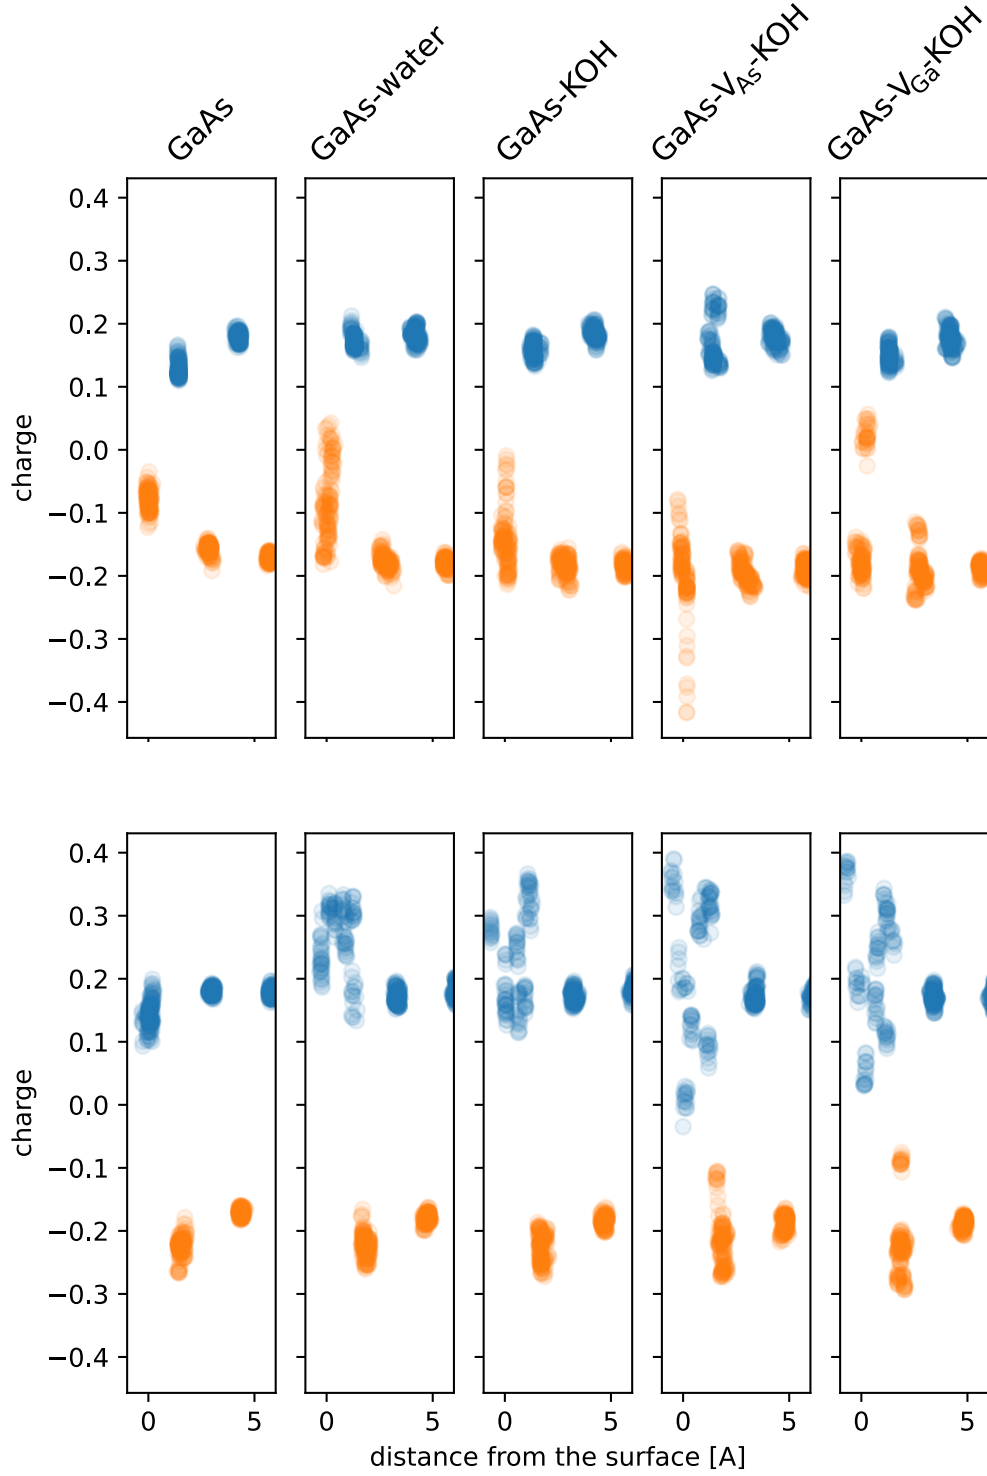 GaAs
GaAs-water
GaAs-KOH
GaAs-V_As-KOH
GaAs-V_Ga-KOH
0.4
0.3
0.2
0.1
0.0
−0.1
−0.2
−0.3
−0.4
charge
0.4
0.3
0.2
0.1
0.0
−0.1
−0.2
−0.3
−0.4
charge
0 5 0 5 0 5 0 5 0 5
distance from the surface [A]